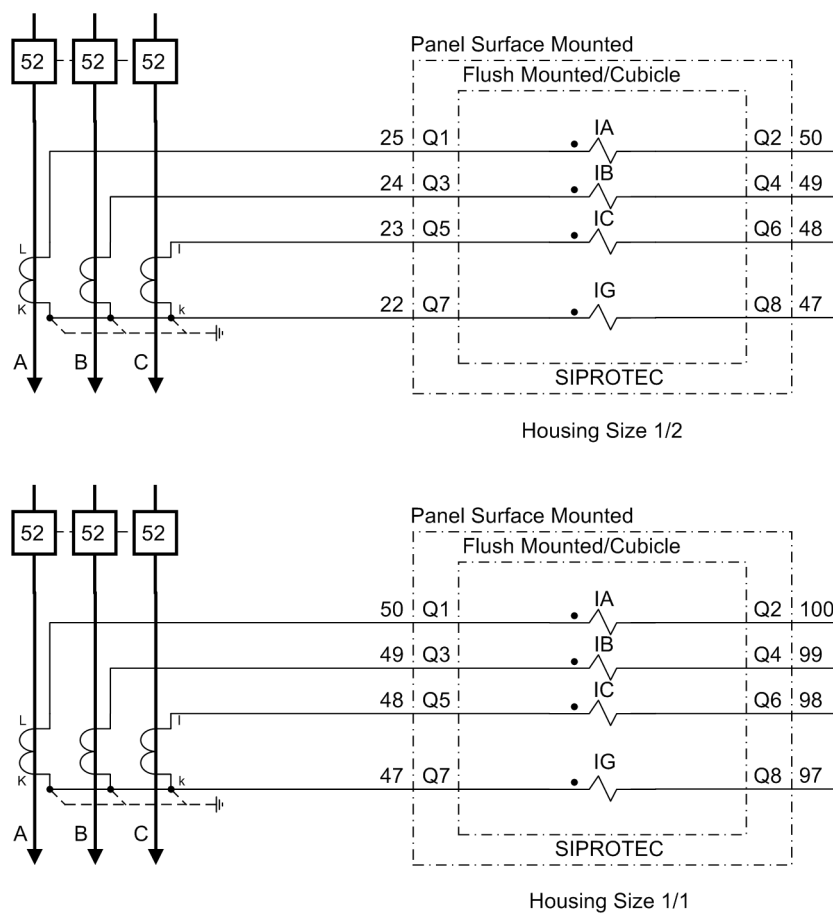 52 52 52
Panel Surface Mounted
Flush Mounted/Cubicle
25 Q1 IA Q2 50
24 Q3 IB Q4 49
23 Q5 IC Q6 48
L l
K k
22 Q7 IG Q8 47
A B C
SIPROTEC
Housing Size 1/2
52 52 52
Panel Surface Mounted
Flush Mounted/Cubicle
50 Q1 IA Q2 100
49 Q3 IB Q4 99
48 Q5 IC Q6 98
L l
K k
47 Q7 IG Q8 97
A B C
SIPROTEC
Housing Size 1/1